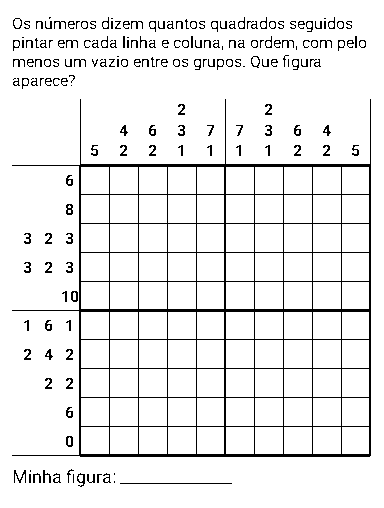 Os números dizem quantos quadrados seguidos
pintar em cada linha e coluna, na ordem, com pelo
menos um vazio entre os grupos. Que figura
aparece?
2 2
4 6 3 7 7 3 6 4
5 2 2 1 1 1 1 2 2 5
6
8
3 2 3
3 2 3
10
1 6 1
2 4 2
2 2
6
0
Minha figura: